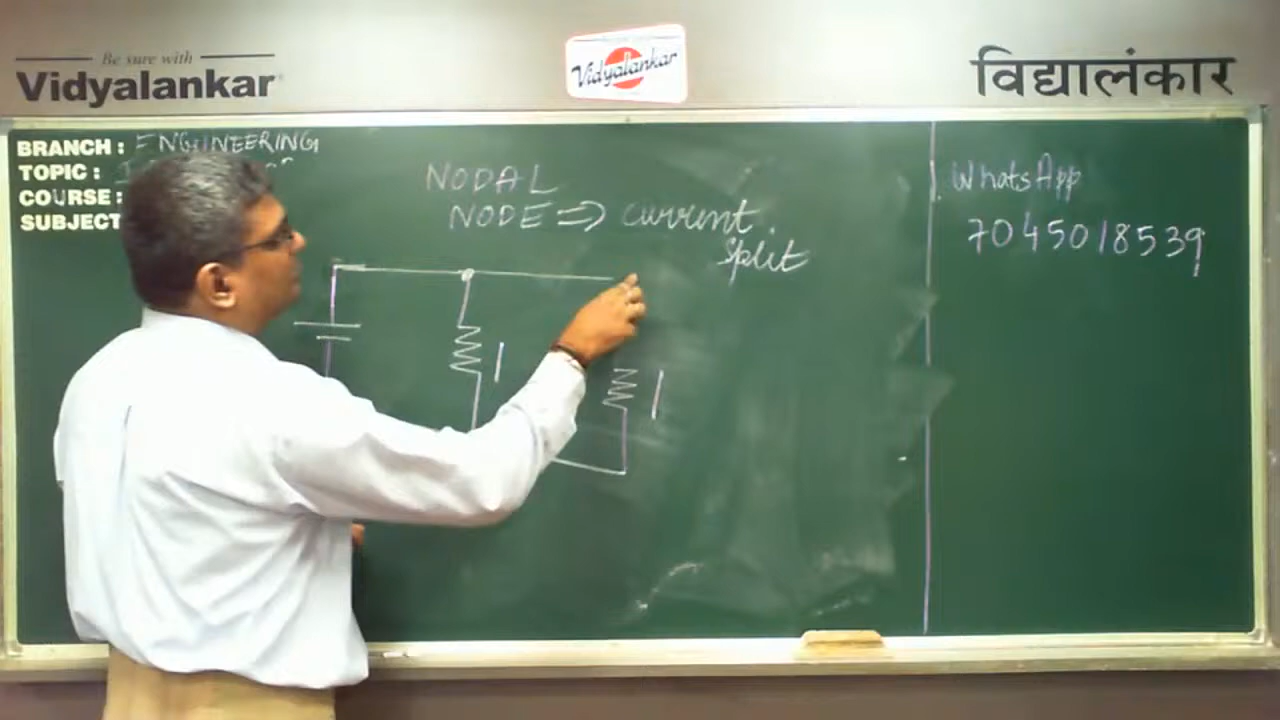 Be sure with
Vidyalankar
Vidyalankar
विद्यालंकार
BRANCH : ENGINEERING
TOPIC :
COURSE :
SUBJECT
NODAL
NODE => current.
Split
1
1
WhatsApp
7045018539